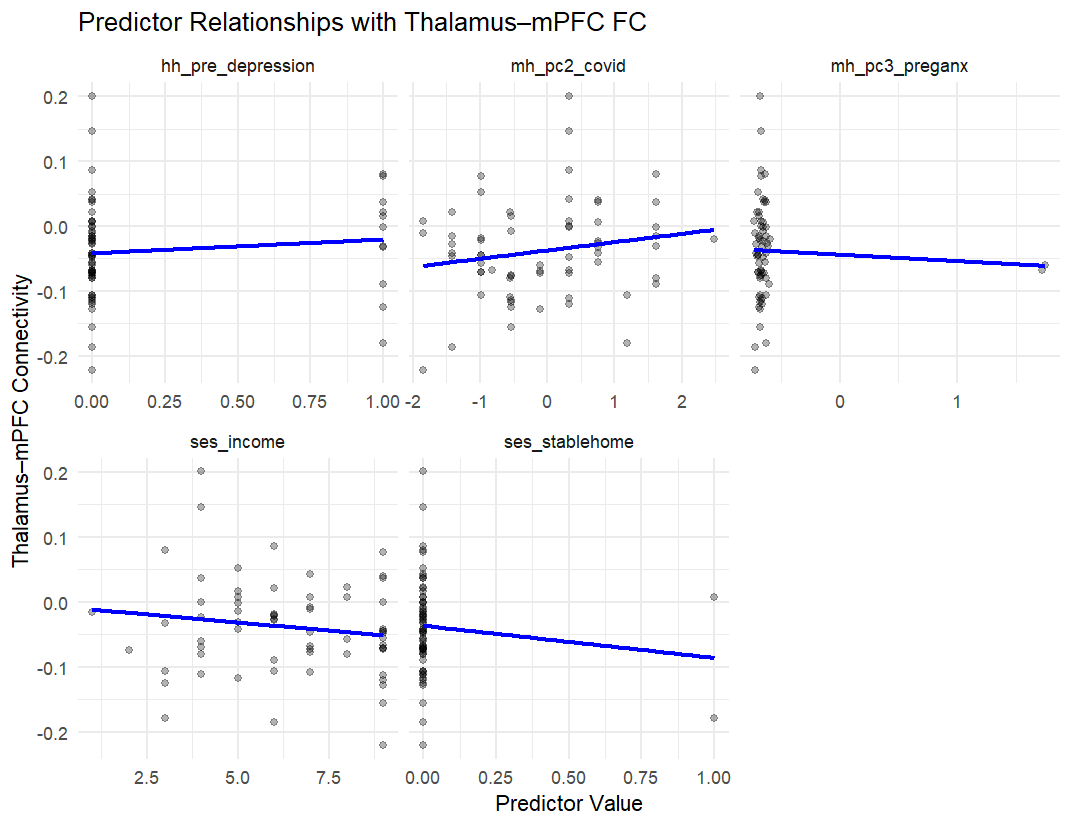 Predictor Relationships with Thalamus–mPFC FC
hh_pre_depression
mh_pc2_covid
mh_pc3_preganx
0.2
0.1
0.0
-0.1
-0.2
0.00 0.25 0.50 0.75 1.00
-2 -1 0 1 2
0 1
Thalamus–mPFC Connectivity
ses_income
ses_stablehome
0.2
0.1
0.0
-0.1
-0.2
2.5 5.0 7.5
0.00 0.25 0.50 0.75 1.00
Predictor Value